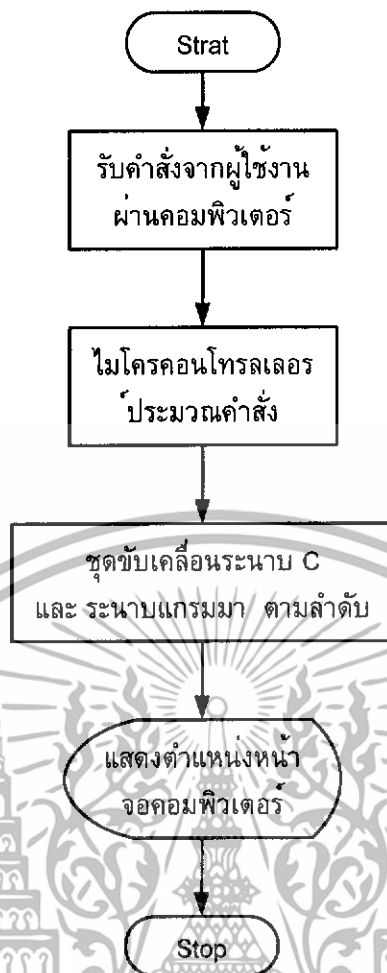 Strat
รับคำสั่งจากผู้ใช้งาน
ผ่านคอมพิวเตอร์
ไมโครคอนโทรลเลอร
์ประมวณคำสั่ง
ชุดขับเคลื่อนระนาบ C
และ ระนาบแกรมมา ตามลำดับ
แสดงตำแหน่งหน้า
จอคอมพิวเตอร์
Stop